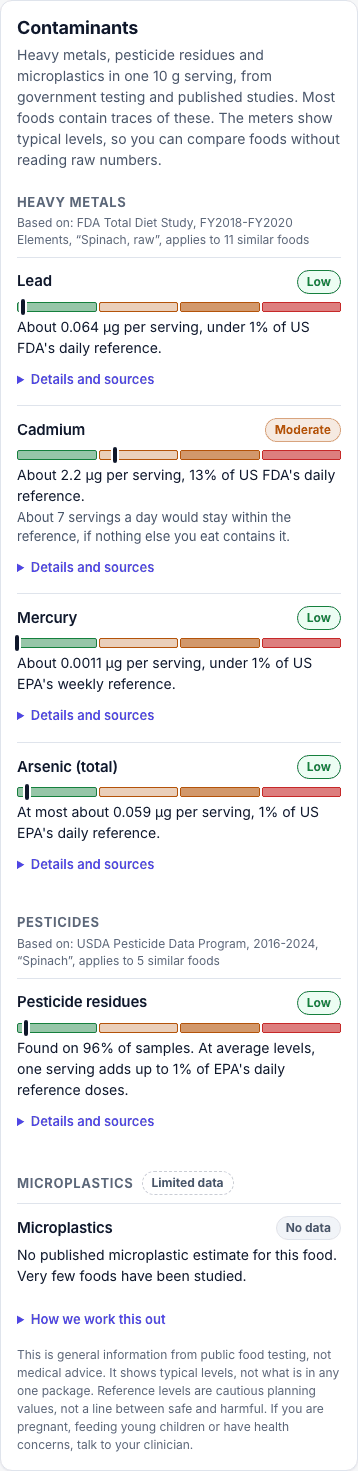 Contaminants
Heavy metals, pesticide residues and
microplastics in one 10 g serving, from
government testing and published studies. Most
foods contain traces of these. The meters show
typical levels, so you can compare foods without
reading raw numbers.
HEAVY METALS
Based on: FDA Total Diet Study, FY2018-FY2020
Elements, “Spinach, raw”, applies to 11 similar foods
Lead
Low
About 0.064 µg per serving, under 1% of US
FDA's daily reference.
Details and sources
Cadmium
Moderate
About 2.2 µg per serving, 13% of US FDA's daily
reference.
About 7 servings a day would stay within the
reference, if nothing else you eat contains it.
Details and sources
Mercury
Low
About 0.0011 µg per serving, under 1% of US
EPA's weekly reference.
Details and sources
Arsenic (total)
Low
At most about 0.059 µg per serving, 1% of US
EPA's daily reference.
Details and sources
PESTICIDES
Based on: USDA Pesticide Data Program, 2016-2024,
“Spinach”, applies to 5 similar foods
Pesticide residues
Low
Found on 96% of samples. At average levels,
one serving adds up to 1% of EPA's daily
reference doses.
Details and sources
MICROPLASTICS
Limited data
Microplastics
No data
No published microplastic estimate for this food.
Very few foods have been studied.
How we work this out
This is general information from public food testing, not
medical advice. It shows typical levels, not what is in any
one package. Reference levels are cautious planning
values, not a line between safe and harmful. If you are
pregnant, feeding young children or have health
concerns, talk to your clinician.